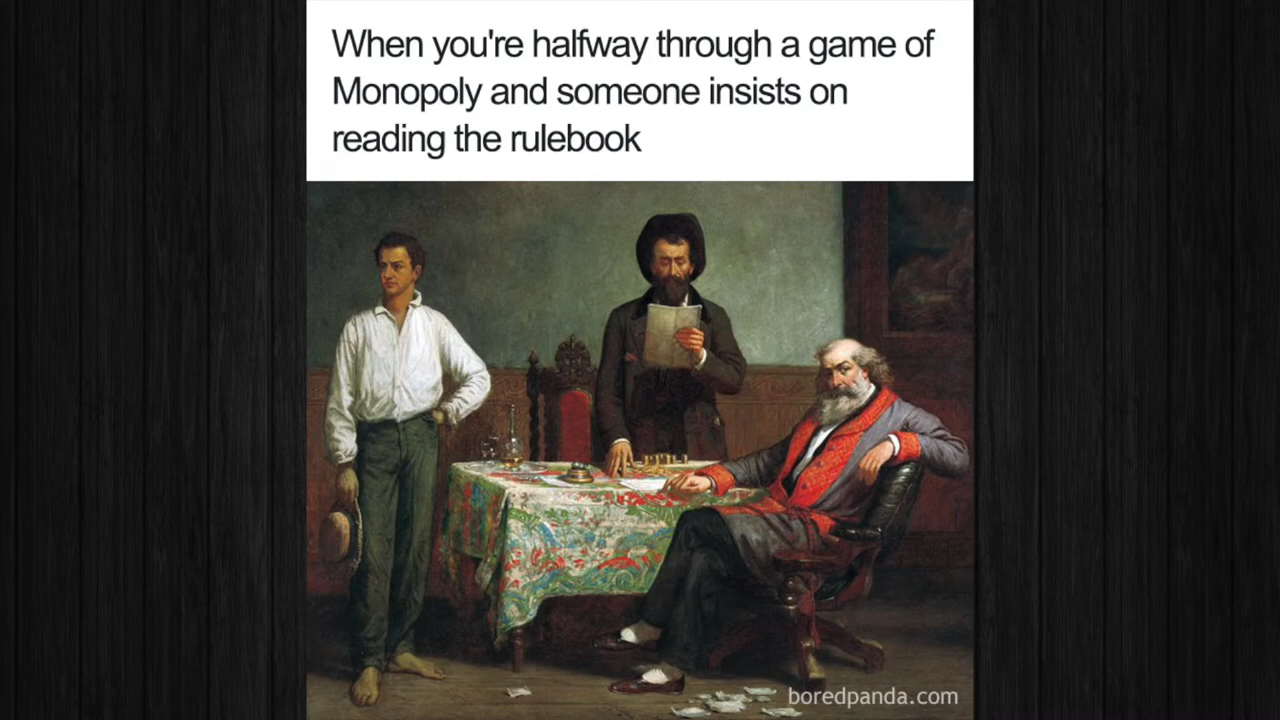 When you're halfway through a game of
Monopoly and someone insists on
reading the rulebook
boredpanda.com